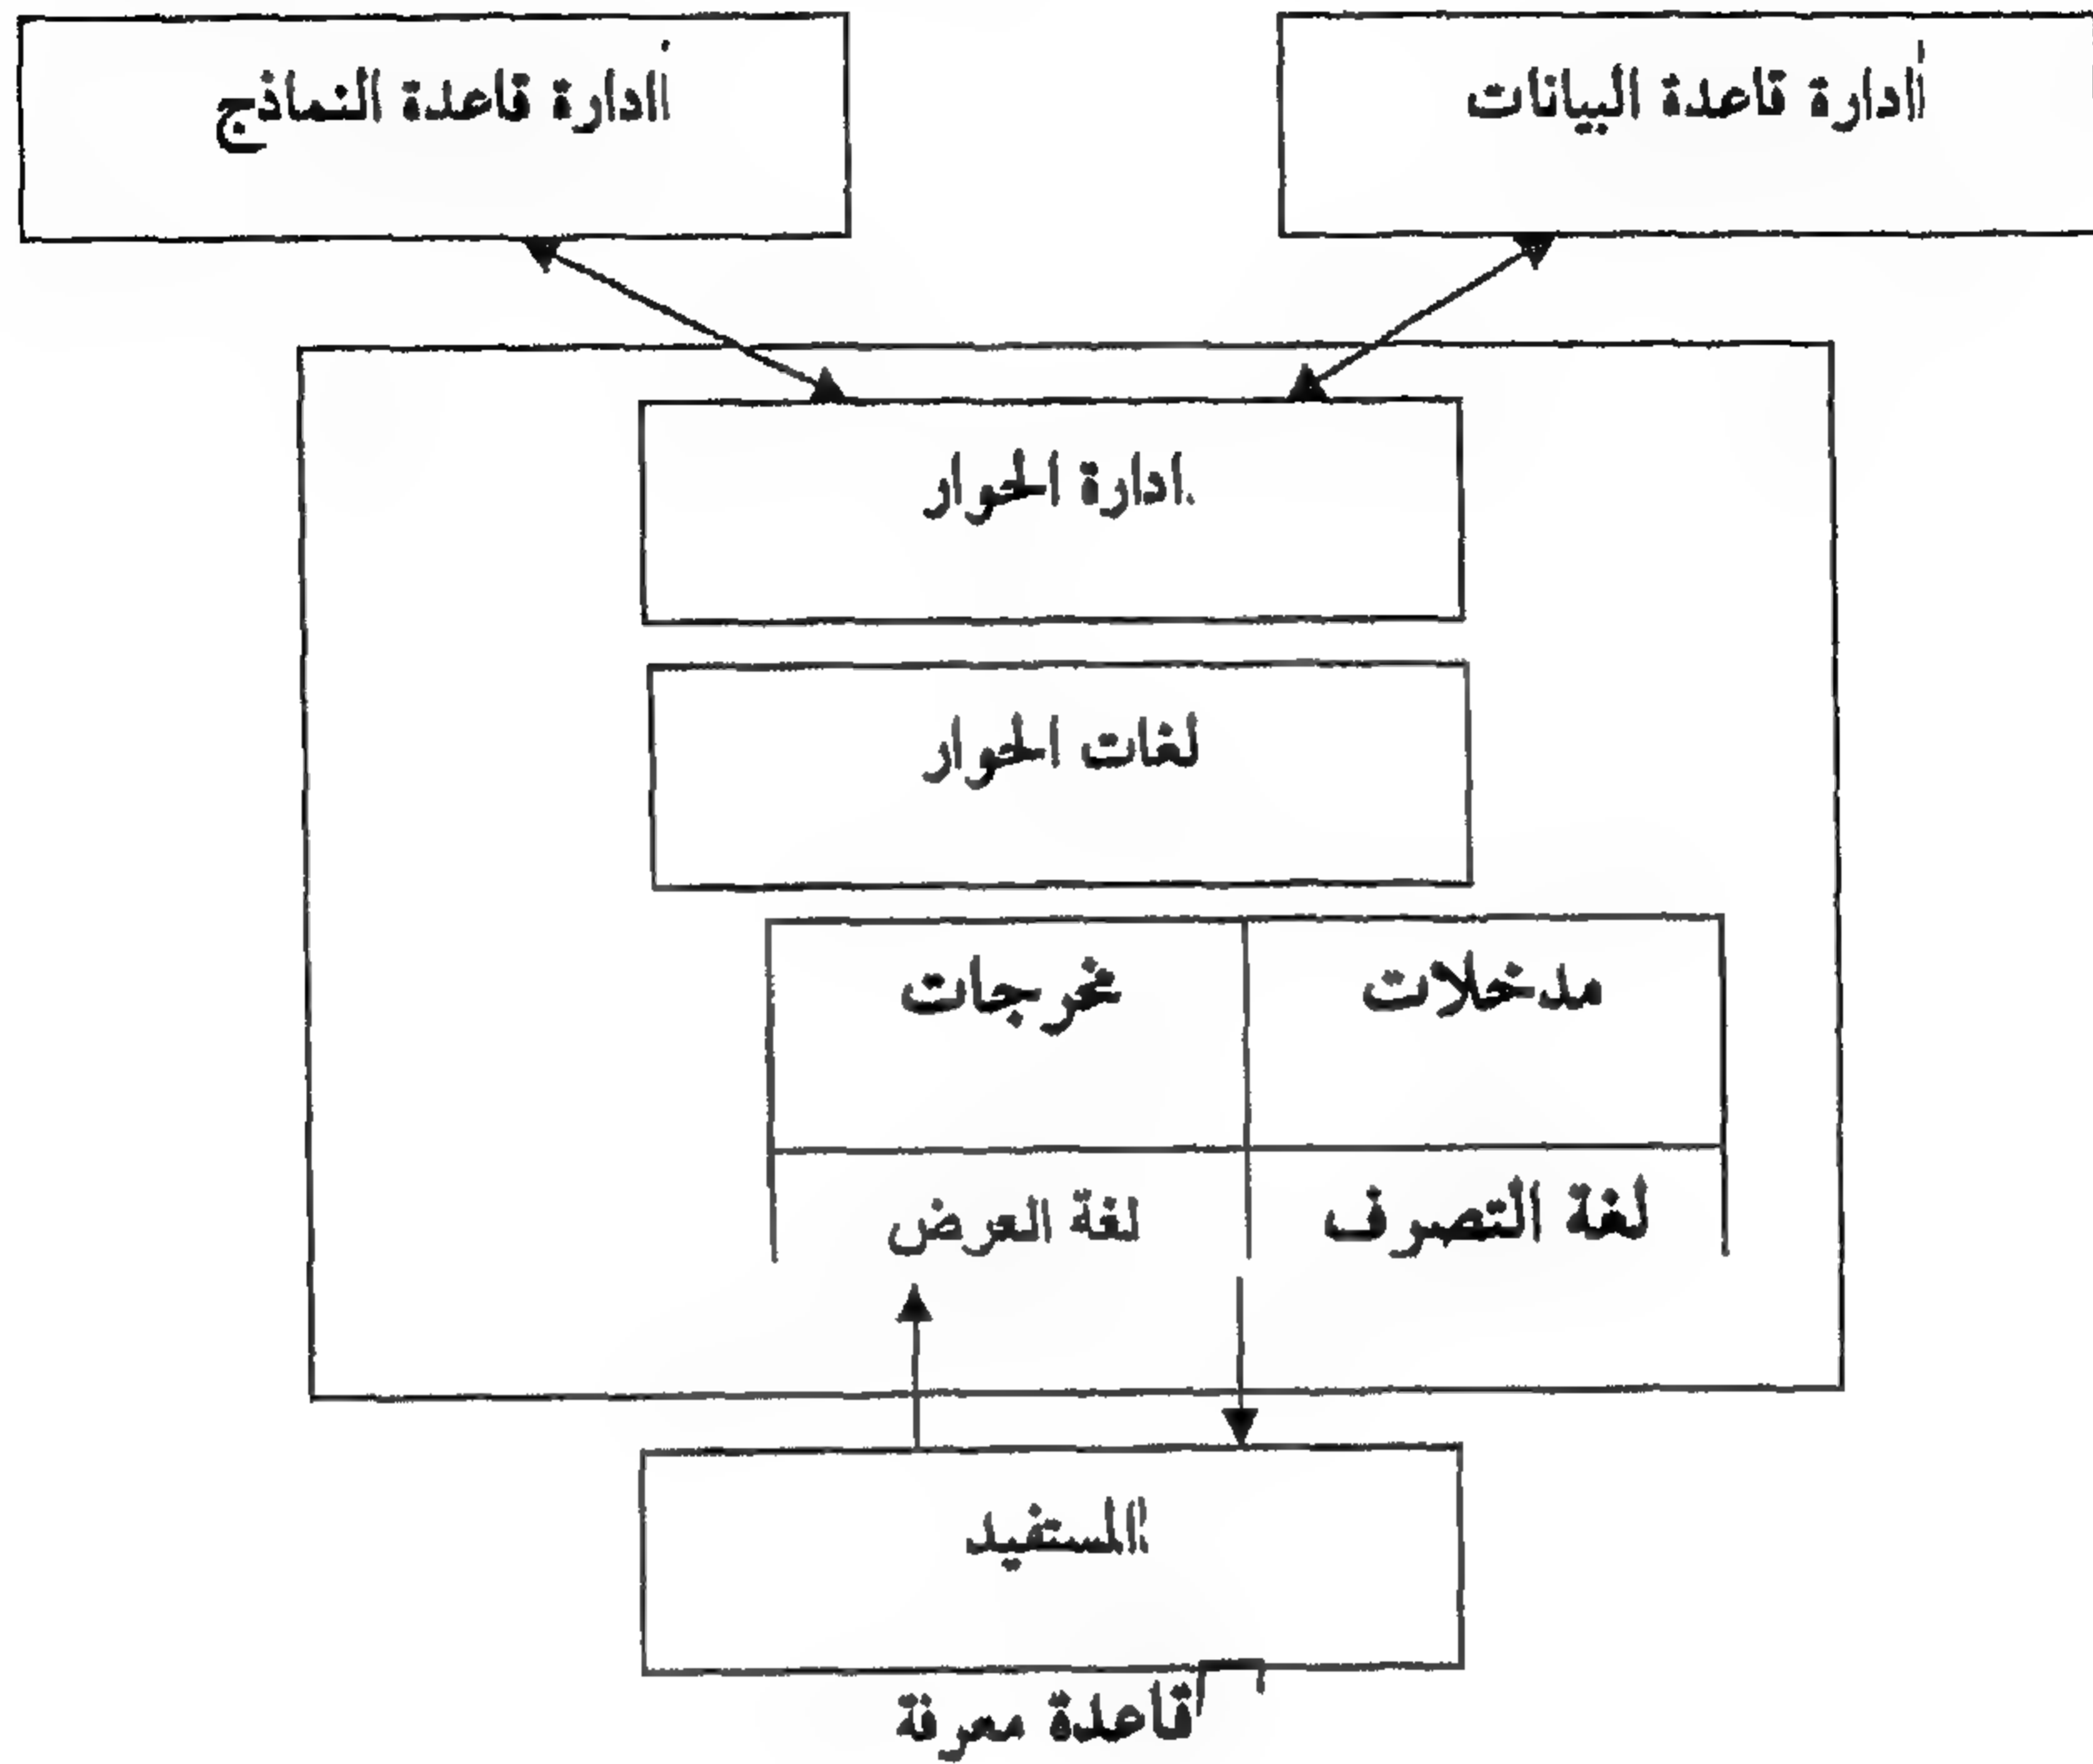 ادارة قاعدة البيانات
ادارة قاعدة النماذج
ادارة الحوار
لغات الحوار
مدخلات
مخرجات
لغة التصرف
لغة العرض
المستفيد
قاعدة معرفة